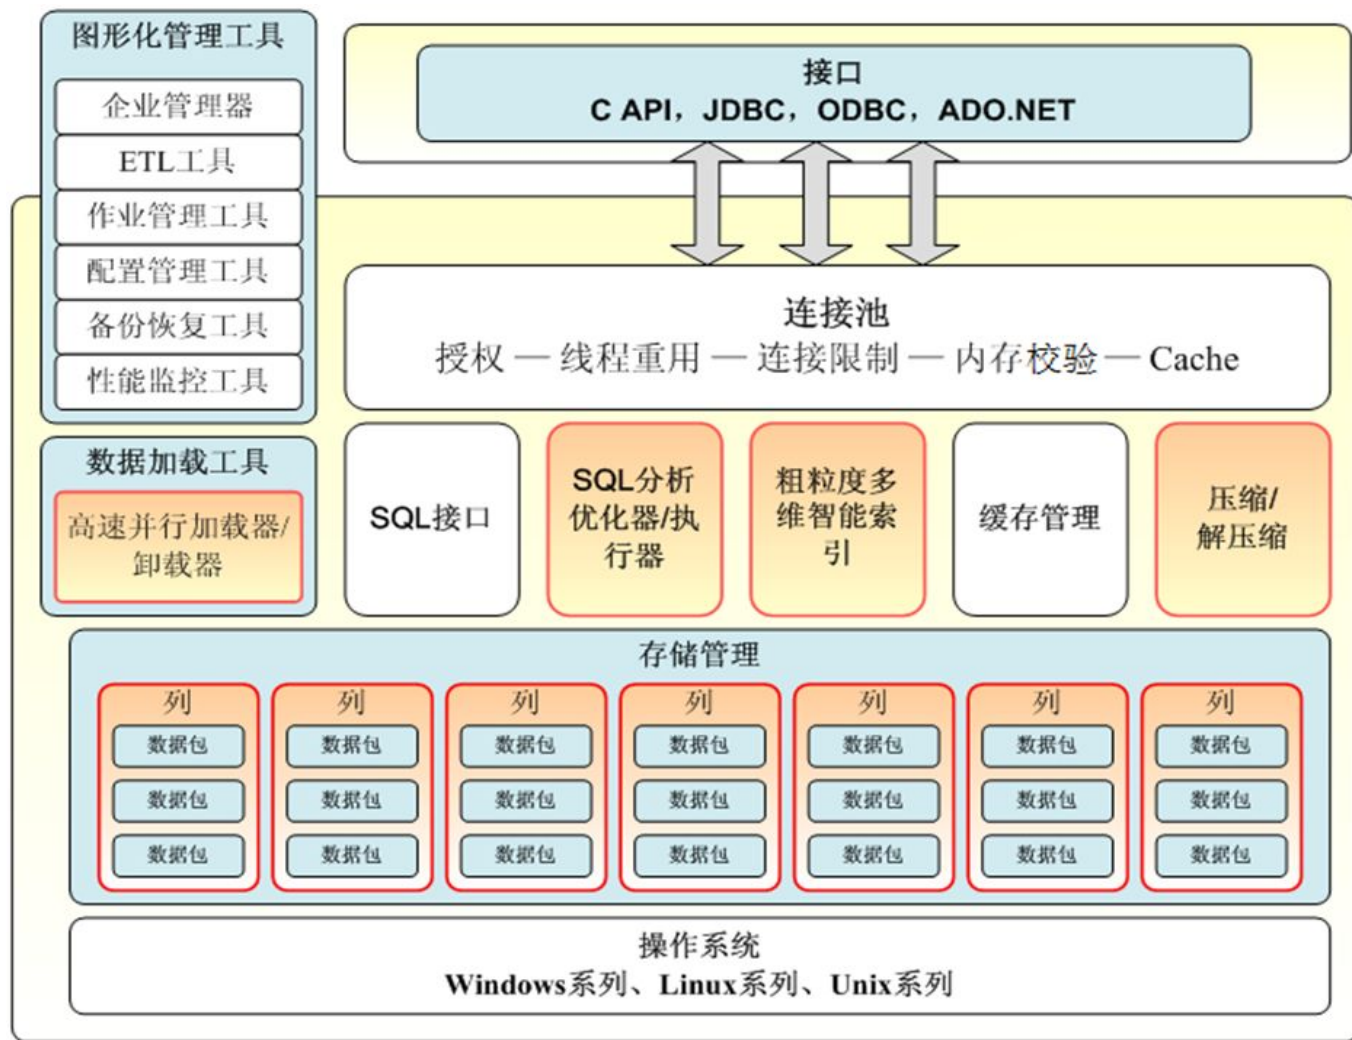 图形化管理工具
企业管理器
ETL工具
作业管理工具
配置管理工具
备份恢复工具
性能监控工具
接口
C API，JDBC，ODBC，ADO.NET
连接池
授权 — 线程重用 — 连接限制 — 内存校验 — Cache
数据加载工具
高速并行加载器/
卸载器
SQL接口
SQL分析
优化器/执
行器
粗粒度多
维智能索
引
缓存管理
压缩/
解压缩
存储管理
列 列 列 列 列 列 列
数据包 数据包 数据包 数据包 数据包 数据包 数据包
数据包 数据包 数据包 数据包 数据包 数据包 数据包
数据包 数据包 数据包 数据包 数据包 数据包 数据包
操作系统
Windows系列、Linux系列、Unix系列